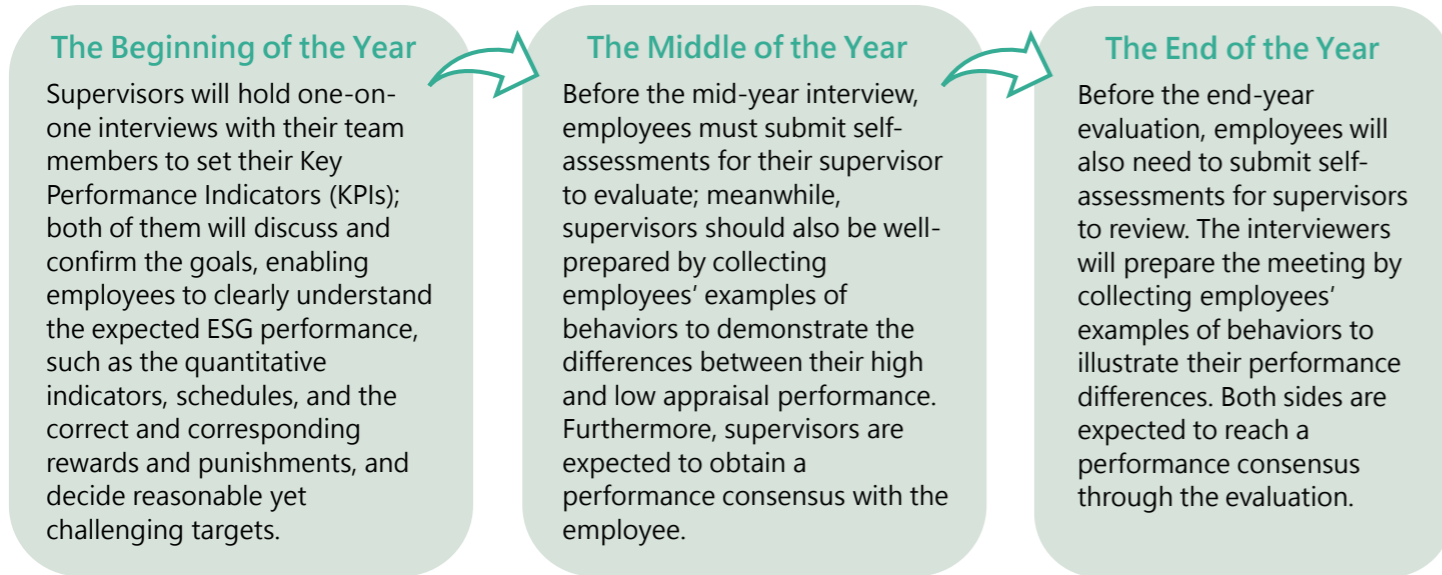 The Beginning of the Year
Supervisors will hold one-on-
one interviews with their team
members to set their Key
Performance Indicators (KPIs);
both of them will discuss and
confirm the goals, enabling
employees to clearly understand
the expected ESG performance,
such as the quantitative
indicators, schedules, and the
correct and corresponding
rewards and punishments, and
decide reasonable yet
challenging targets.
The Middle of the Year
Before the mid-year interview,
employees must submit self-
assessments for their supervisor
to evaluate; meanwhile,
supervisors should also be well-
prepared by collecting
employees’ examples of
behaviors to demonstrate the
differences between their high
and low appraisal performance.
Furthermore, supervisors are
expected to obtain a
performance consensus with the
employee.
The End of the Year
Before the end-year
evaluation, employees will
also need to submit self-
assessments for supervisors
to review. The interviewers
will prepare the meeting by
collecting employees’
examples of behaviors to
illustrate their performance
differences. Both sides are
expected to reach a
performance consensus
through the evaluation.